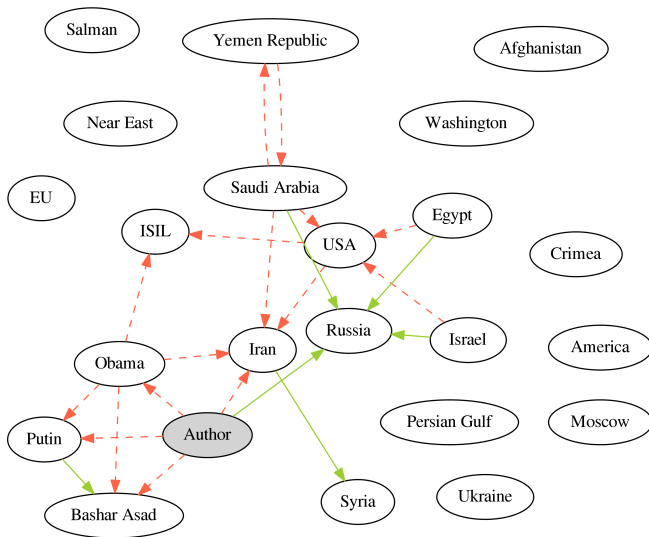 Salman
Yemen Republic
Afghanistan
Near East
Washington
EU
Saudi Arabia
Egypt
ISIL
USA
Crimea
Russia
Israel
America
Iran
Obama
Persian Gulf
Moscow
Putin
Author
Bashar Asad
Syria
Ukraine